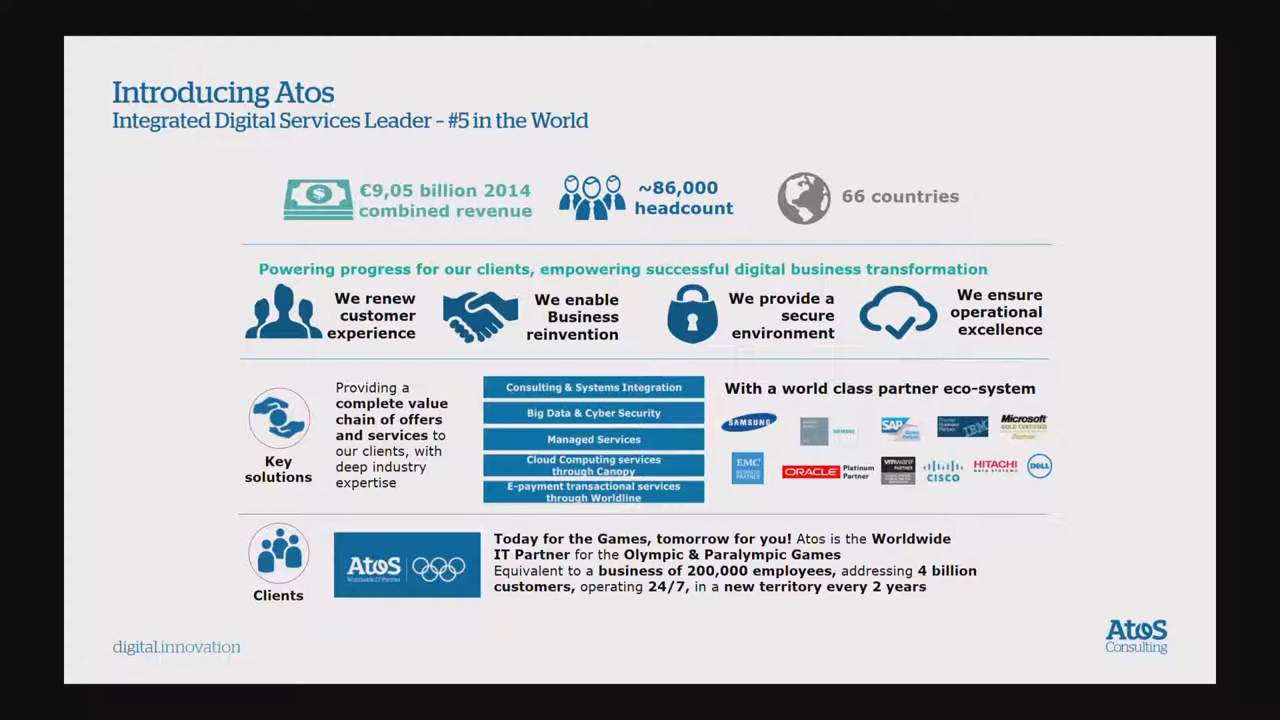 Introducing Atos
Integrated Digital Services Leader – #5 in the World
€9,05 billion 2014
combined revenue
~86,000
headcount
66 countries
Powering progress for our clients, empowering successful digital business transformation
We renew
customer
experience
We enable
Business
reinvention
We provide a
secure
environment
We ensure
operational
excellence
Key
solutions
Providing a
complete value
chain of offers
and services to
our clients, with
deep industry
expertise
Consulting & Systems Integration
Big Data & Cyber Security
Managed Services
Cloud Computing services
through Canopy
E-payment transactional services
through Worldline
With a world class partner eco-system
SAMSUNG
SIEMENS
SAP
IBM
Microsoft
GOLD CERTIFIED
Partner
EMC²
ORACLE
Platinum
Partner
vmware
PARTNER
CISCO
HITACHI
DATA SYSTEMS
DELL
Clients
Atos
Worldwide IT Partner
Today for the Games, tomorrow for you! Atos is the Worldwide
IT Partner for the Olympic & Paralympic Games
Equivalent to a business of 200,000 employees, addressing 4 billion
customers, operating 24/7, in a new territory every 2 years
digital.innovation
Atos
Consulting